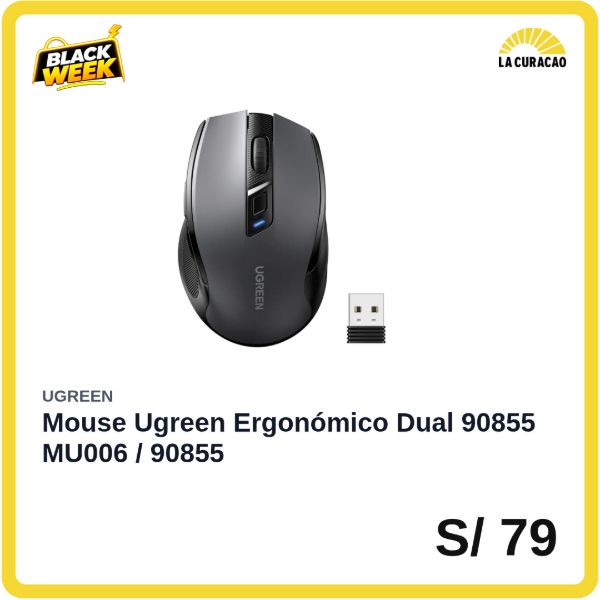 BLACK
WEEK
LA CURACAO
UGREEN
UGREEN
Mouse Ugreen Ergonómico Dual 90855
MU006 / 90855
S/ 79